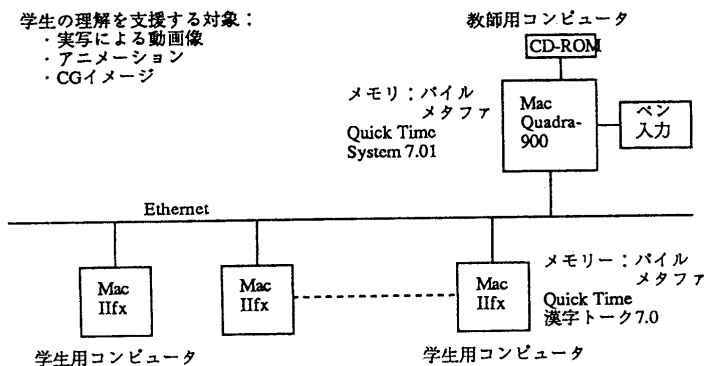 学生の理解を支援する対象：
・実写による動画像
・アニメーション
・CGイメージ
教師用コンピュータ
CD-ROM
メモリ：パイル
メタファ
Quick Time
System 7.01
Mac
Quadra-
900
ペン
入力
Ethernet
Mac
IIfx
Mac
IIfx
Mac
IIfx
メモリー：パイル
メタファ
Quick Time
漢字トーク7.0
学生用コンピュータ
学生用コンピュータ